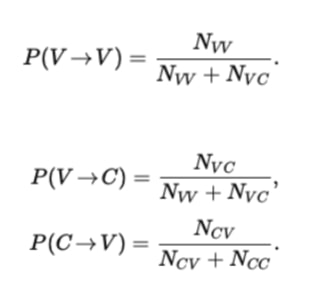 P(V→V) = N_VV / (N_VV + N_VC).
P(V→C) = N_VC / (N_VV + N_VC),
P(C→V) = N_CV / (N_CV + N_CC).